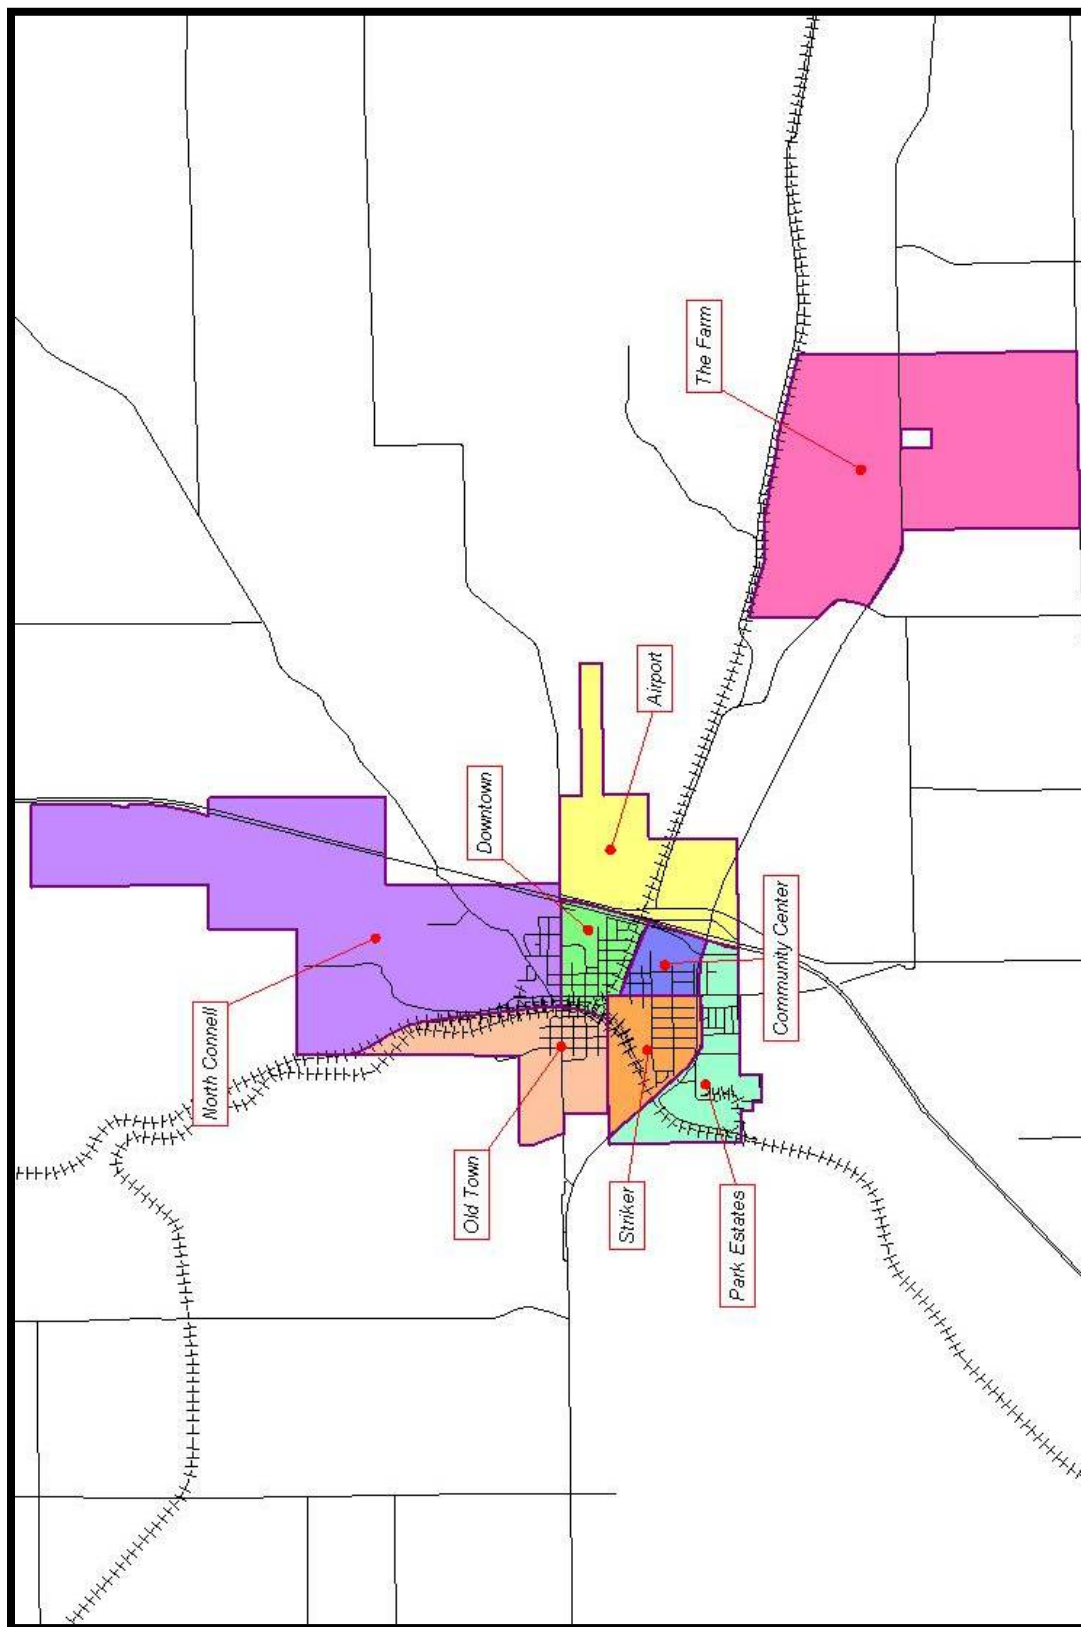 North Connell
Old Town
Downtown
Striker
Airport
The Farm
Park Estates
Community Center